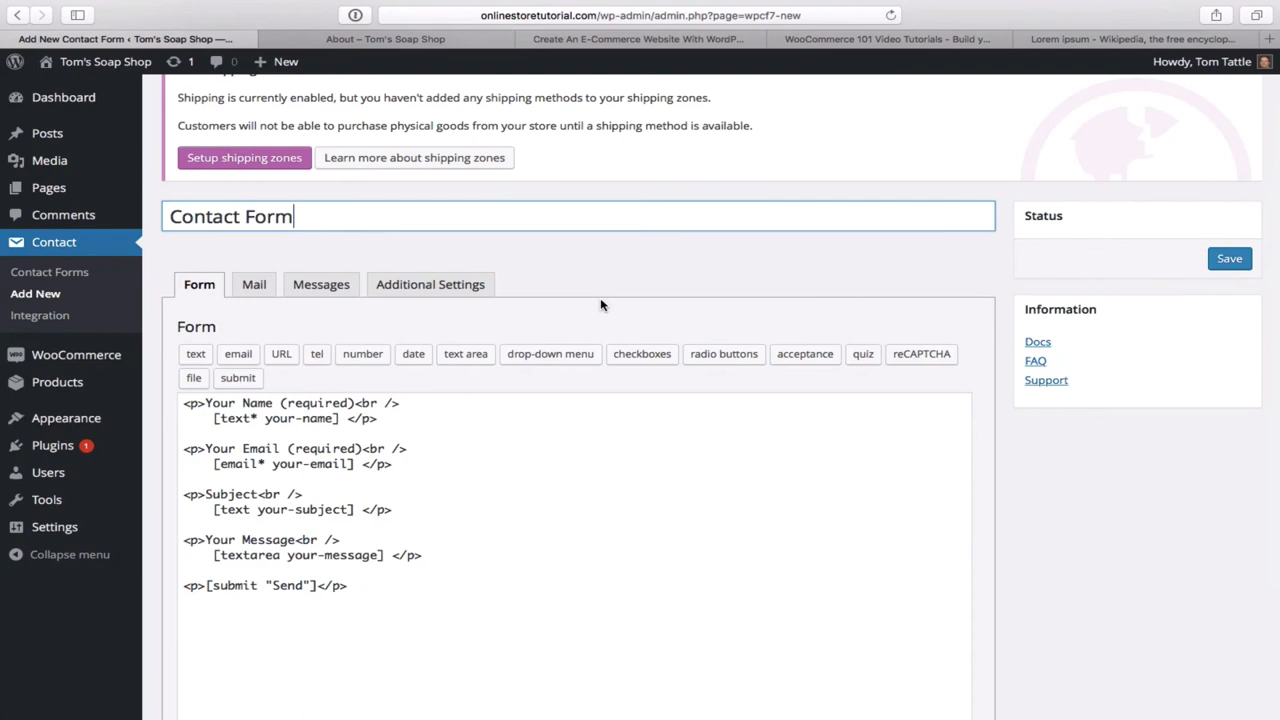 onlinestoretutorial.com/wp-admin/admin.php?page=wpcf7-new
Add New Contact Form ‹ Tom's Soap Shop —...
About – Tom's Soap Shop
Create An E-Commerce Website With WordP...
WooCommerce 101 Video Tutorials - Build y...
Lorem ipsum - Wikipedia, the free encyclop...
Tom's Soap Shop
1
0
New
Howdy, Tom Tattle
Dashboard
Posts
Media
Pages
Comments
Contact
Contact Forms
Add New
Integration
WooCommerce
Products
Appearance
Plugins 1
Users
Tools
Settings
Collapse menu
Shipping is currently enabled, but you haven't added any shipping methods to your shipping zones.
Customers will not be able to purchase physical goods from your store until a shipping method is available.
Setup shipping zones
Learn more about shipping zones
Contact Form
Form
Mail
Messages
Additional Settings
Form
text
email
URL
tel
number
date
text area
drop-down menu
checkboxes
radio buttons
acceptance
quiz
reCAPTCHA
file
submit
<p>Your Name (required)<br />
[text* your-name] </p>
<p>Your Email (required)<br />
[email* your-email] </p>
<p>Subject<br />
[text your-subject] </p>
<p>Your Message<br />
[textarea your-message] </p>
<p>[submit "Send"]</p>
Status
Save
Information
Docs
FAQ
Support